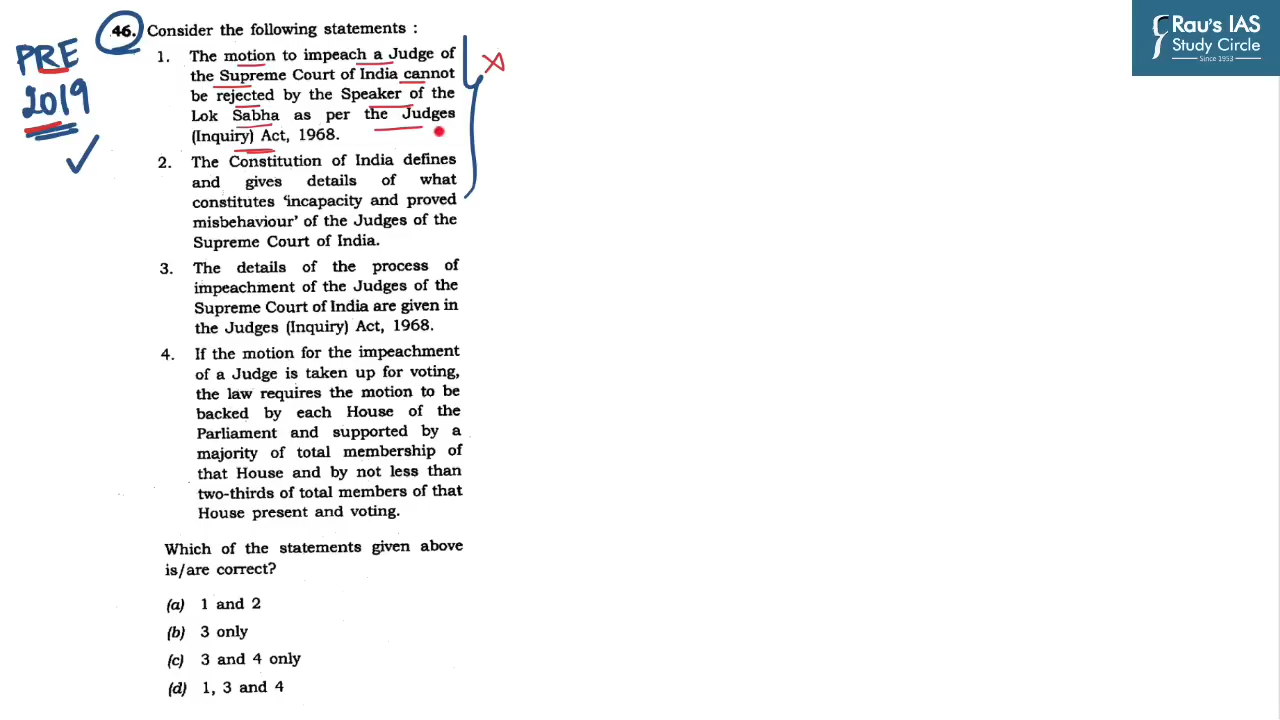 PRE
2019
46. Consider the following statements :
1. The motion to impeach a Judge of
the Supreme Court of India cannot
be rejected by the Speaker of the
Lok Sabha as per the Judges
(Inquiry) Act, 1968.
2. The Constitution of India defines
and gives details of what
constitutes ‘incapacity and proved
misbehaviour’ of the Judges of the
Supreme Court of India.
3. The details of the process of
impeachment of the Judges of the
Supreme Court of India are given in
the Judges (Inquiry) Act, 1968.
4. If the motion for the impeachment
of a Judge is taken up for voting,
the law requires the motion to be
backed by each House of the
Parliament and supported by a
majority of total membership of
that House and by not less than
two-thirds of total members of that
House present and voting.
Which of the statements given above
is/are correct?
(a) 1 and 2
(b) 3 only
(c) 3 and 4 only
(d) 1, 3 and 4
Rau's IAS
Study Circle
Since 1953